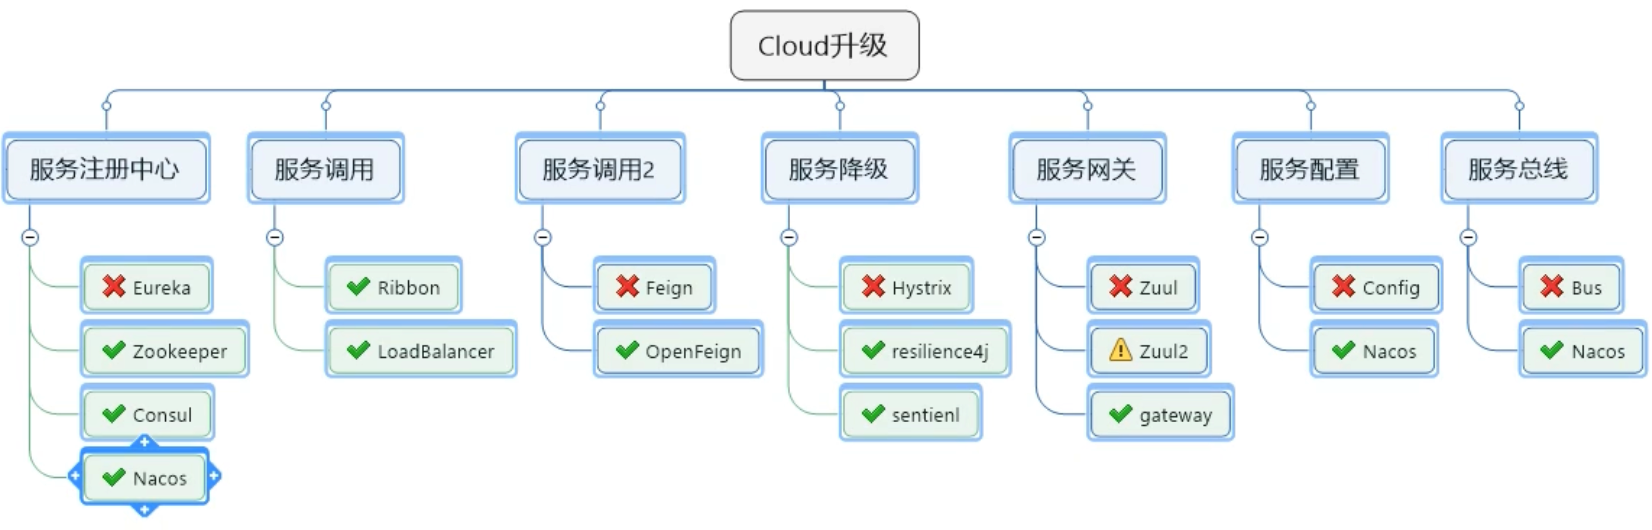 Cloud升级
服务注册中心
Eureka
Zookeeper
Consul
Nacos
服务调用
Ribbon
LoadBalancer
服务调用2
Feign
OpenFeign
服务降级
Hystrix
resilience4j
sentienl
服务网关
Zuul
Zuul2
gateway
服务配置
Config
Nacos
服务总线
Bus
Nacos